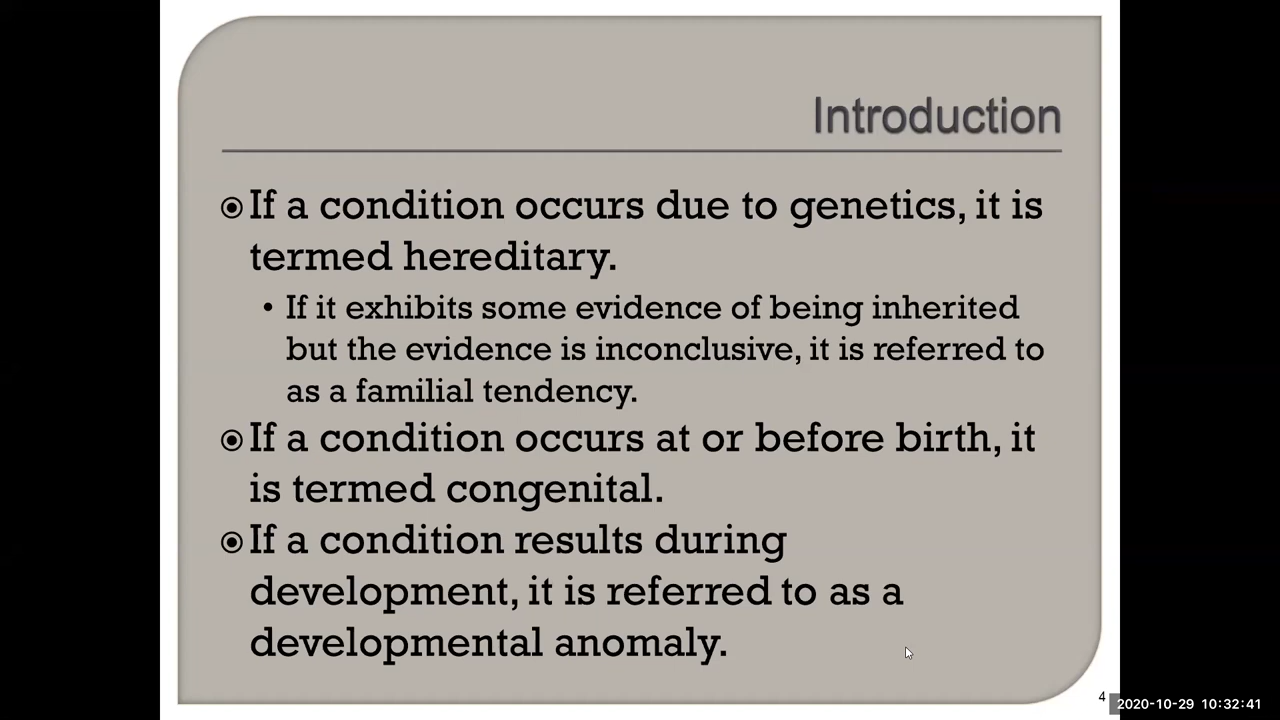 Introduction
If a condition occurs due to genetics, it is
termed hereditary.
If it exhibits some evidence of being inherited
but the evidence is inconclusive, it is referred to
as a familial tendency.
If a condition occurs at or before birth, it
is termed congenital.
If a condition results during
development, it is referred to as a
developmental anomaly.
4
2020-10-29 10:32:41